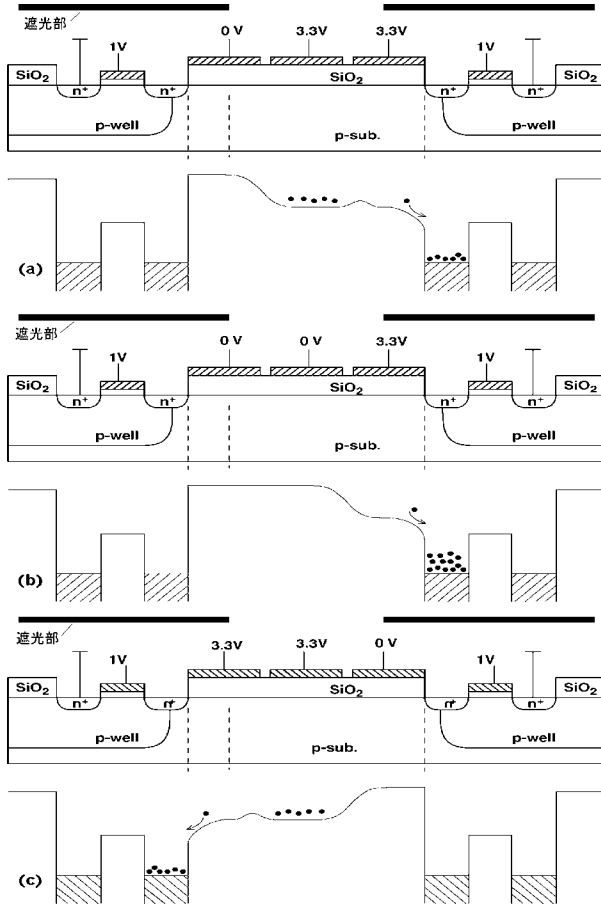 遮光部
0 V 3.3V 3.3V
1V 1V
SiO2 SiO2 SiO2
n+ n+ n+ n+
p-well p-sub. p-well
(a)
遮光部
0 V 0 V 3.3V
1V 1V
SiO2 SiO2 SiO2
n+ n+ n+ n+
p-well p-sub. p-well
(b)
遮光部
3.3V 3.3V 0 V
1V 1V
SiO2 SiO2 SiO2
n+ n+ n+ n+
p-well p-sub. p-well
(c)